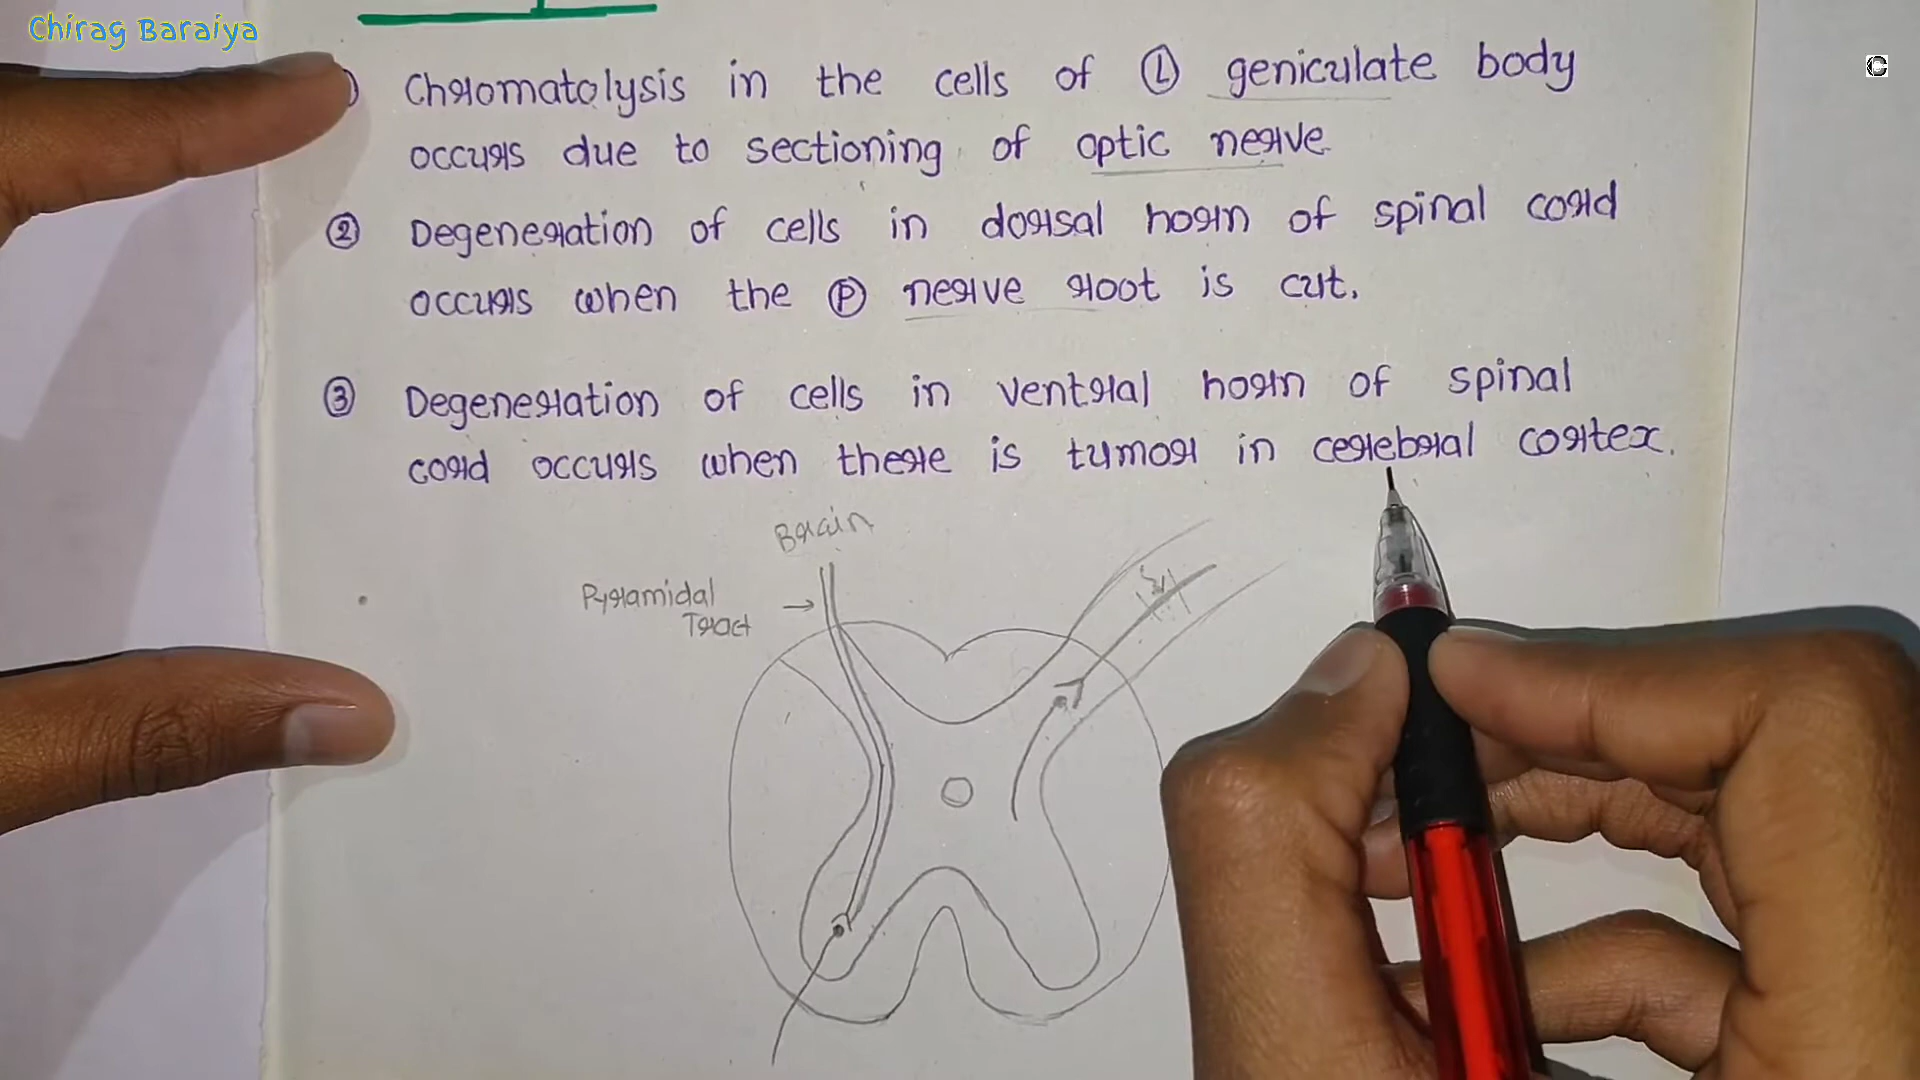 Chirag Baraiya
Chromatolysis in the cells of Ⓛ geniculate body
occurs due to sectioning of optic nerve
② Degeneration of cells in dorsal horn of spinal cord
occurs when the Ⓟ nerve root is cut.
③ Degeneration of cells in ventral horn of spinal
cord occurs when there is tumor in cerebral cortex.
Brain
Pyramidal
Tract